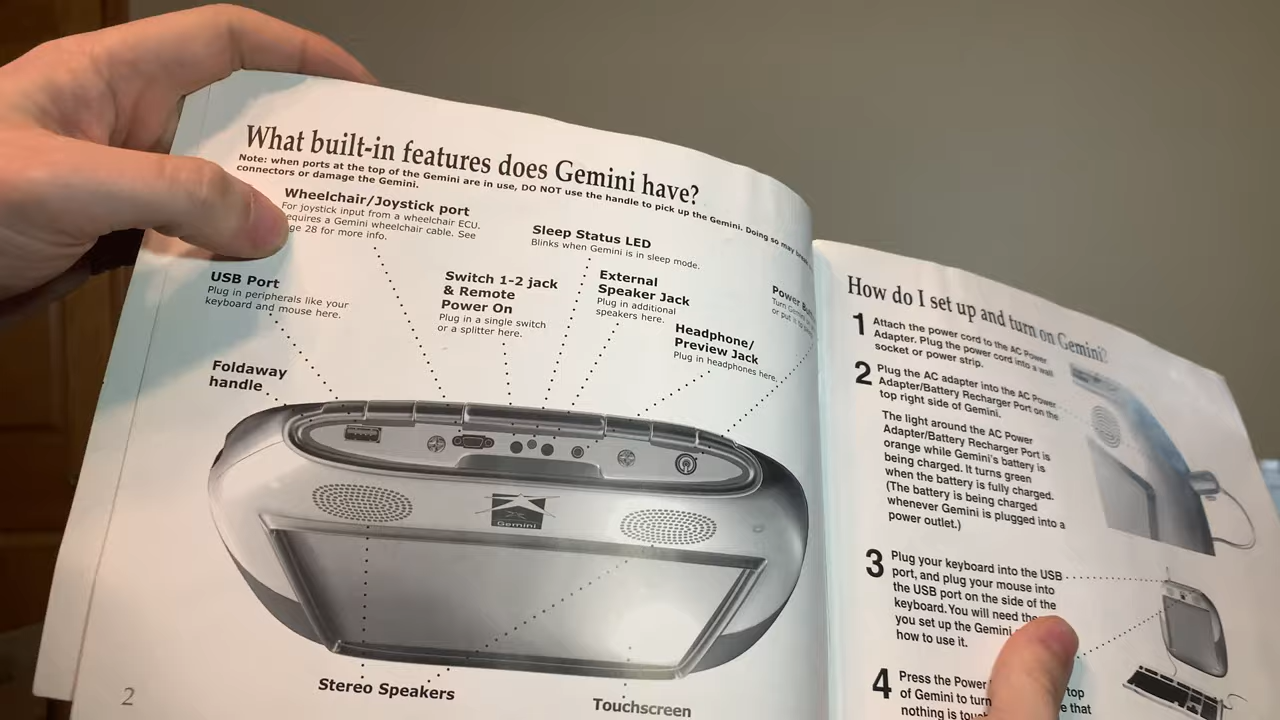 What built-in features does Gemini have?
Note: when ports at the top of the Gemini are in use, DO NOT use the handle to pick up the Gemini. Doing so may
connectors or damage the Gemini.
Wheelchair/Joystick port
For joystick input from a wheelchair ECU.
equires a Gemini wheelchair cable. See
ge 28 for more info.
Sleep Status LED
Blinks when Gemini is in sleep mode.
USB Port
Plug in peripherals like your
keyboard and mouse here.
Switch 1-2 jack
& Remote
Power On
Plug in a single switch
or a splitter here.
External
Speaker Jack
Plug in additional
speakers here.
Headphone/
Preview Jack
Plug in headphones here.
Power
Turn
or put
Foldaway
handle
Gemini
Stereo Speakers
Touchscreen
2
How do I set up and turn on Gemini?
1 Attach the power cord to the AC Power
Adapter. Plug the power cord into a wall
socket or power strip.
2 Plug the AC adapter into the AC Power
Adapter/Battery Recharger Port on the
top right side of Gemini.
The light around the AC Power
Adapter/Battery Recharger Port is
orange while Gemini's battery is
being charged. It turns green
when the battery is fully charged.
(The battery is being charged
whenever Gemini is plugged into a
power outlet.)
3 Plug your keyboard into the USB
port, and plug your mouse into
the USB port on the side of the
keyboard. You will need the
you set up the Gemini
how to use it.
4 Press the Power top
of Gemini to turn that
nothing is